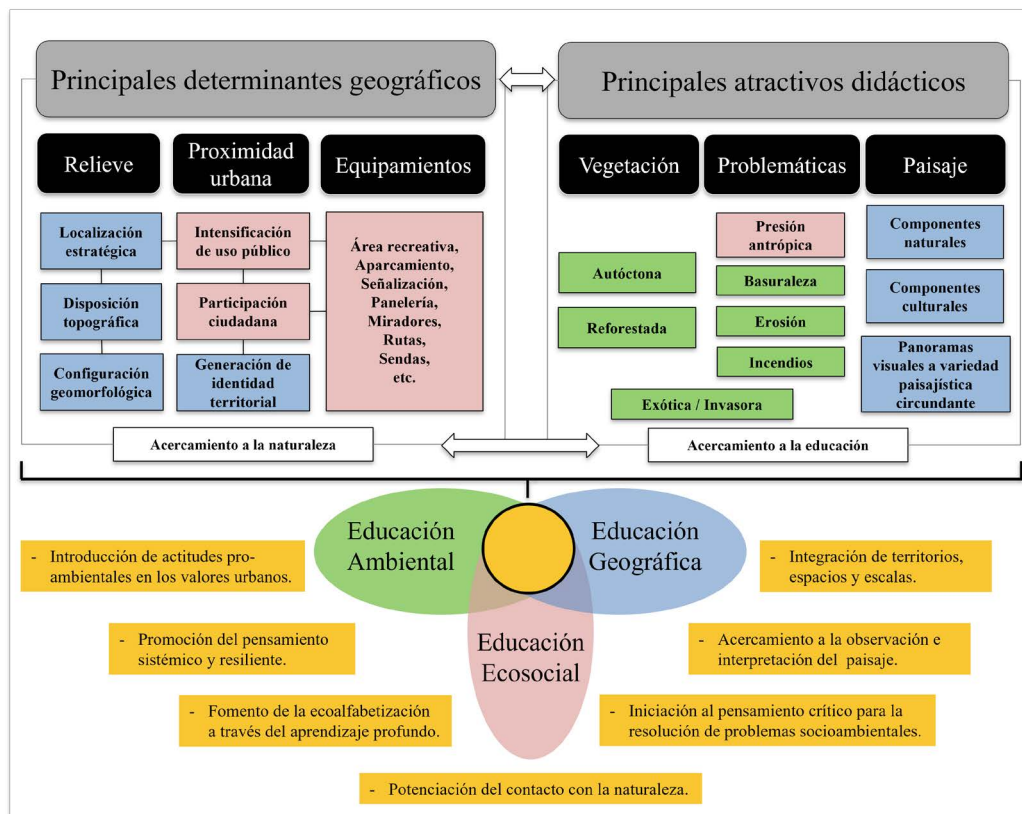 Principales determinantes geográficos
Principales atractivos didácticos
Relieve
Proximidad
urbana
Equipamientos
Vegetación
Problemáticas
Paisaje
Localización
estratégica
Disposición
topográfica
Configuración
geomorfológica
Intensificación
de uso público
Participación
ciudadana
Generación de
identidad
territorial
Área recreativa,
Aparcamiento,
Señalización,
Panelería,
Miradores,
Rutas,
Sendas,
etc.
Autóctona
Reforestada
Exótica / Invasora
Presión
antrópica
Basuraleza
Erosión
Incendios
Componentes
naturales
Componentes
culturales
Panoramas
visuales a variedad
paisajística
circundante
Acercamiento a la naturaleza
Acercamiento a la educación
Educación
Ambiental
Educación
Geográfica
Educación
Ecosocial
- Introducción de actitudes pro-
ambientales en los valores urbanos.
- Promoción del pensamiento
sistémico y resiliente.
- Fomento de la ecoalfabetización
a través del aprendizaje profundo.
- Potenciación del contacto con la naturaleza.
- Integración de territorios,
espacios y escalas.
- Acercamiento a la observación e
interpretación del paisaje.
- Iniciación al pensamiento crítico para la
resolución de problemas socioambientales.